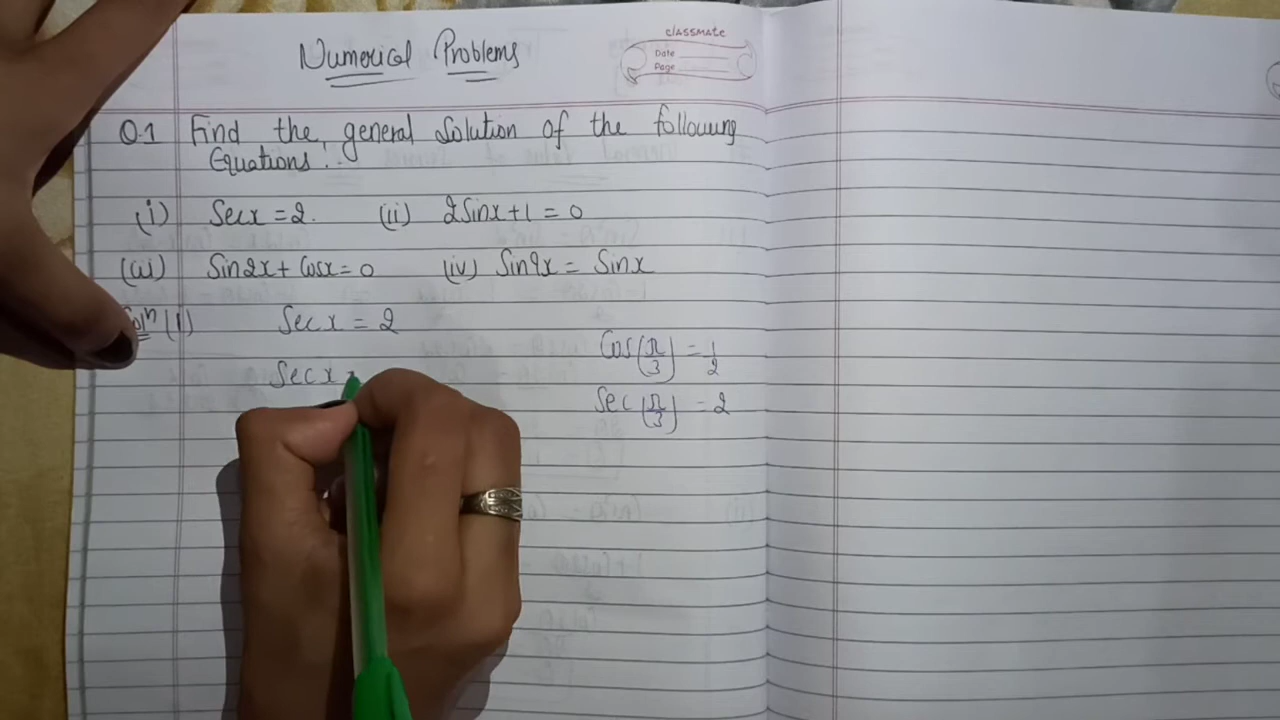 Numerical Problems
CLASSMATE
Date
Page
Q.1 Find the general Solution of the following
Equations:.
(i) Secx = 2. (ii) 2Sinx + 1 = 0
(iii) Sin2x + Cosx = 0 (iv) Sin9x = Sinx
Solⁿ (i) Secx = 2
Cos(π/3) = 1/2
Secx =
Sec(π/3) = 2